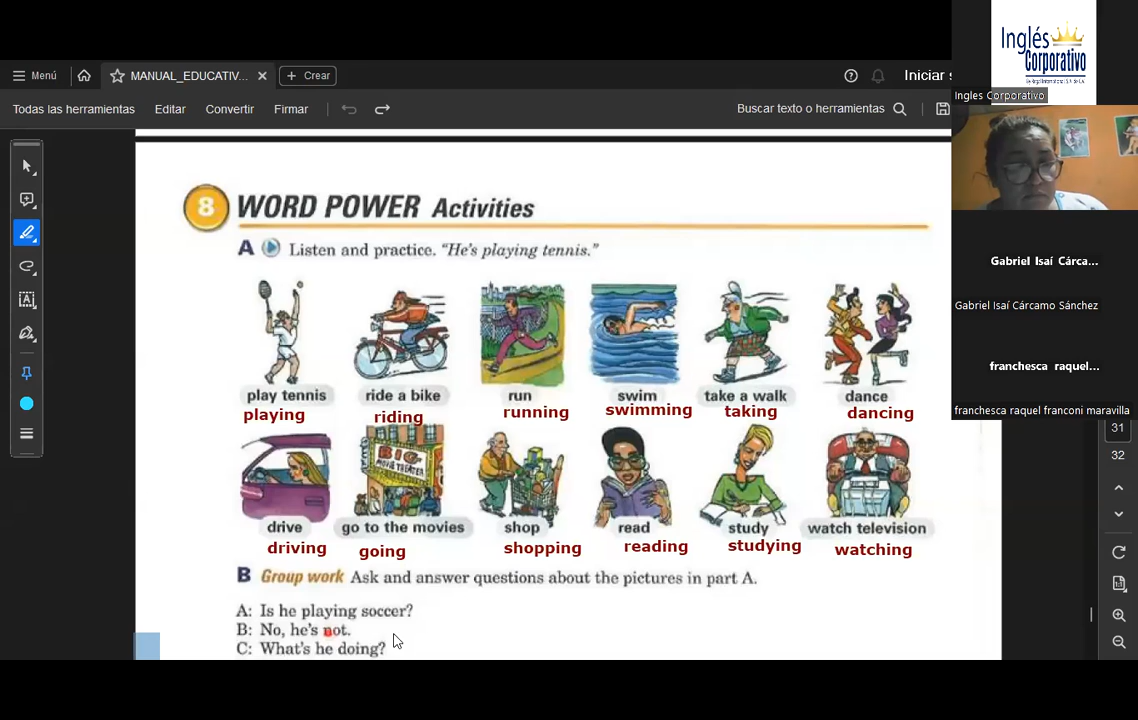 Menú
MANUAL_EDUCATIV...
Crear
Iniciar s
Todas las herramientas
Editar
Convertir
Firmar
Buscar texto o herramientas
8 WORD POWER Activities
A Listen and practice. "He's playing tennis."
play tennis ride a bike run swim take a walk dance
playing riding running swimming taking dancing
BIG
MOVIE THEATER
drive go to the movies shop read study watch television
driving going shopping reading studying watching
B Group work Ask and answer questions about the pictures in part A.
A: Is he playing soccer?
B: No, he's not.
C: What's he doing?
Inglés
Corporativo
Ingles Corporativo
Gabriel Isaí Cárca...
Gabriel Isaí Cárcamo Sánchez
franchesca raquel...
franchesca raquel franconi maravilla
31
32